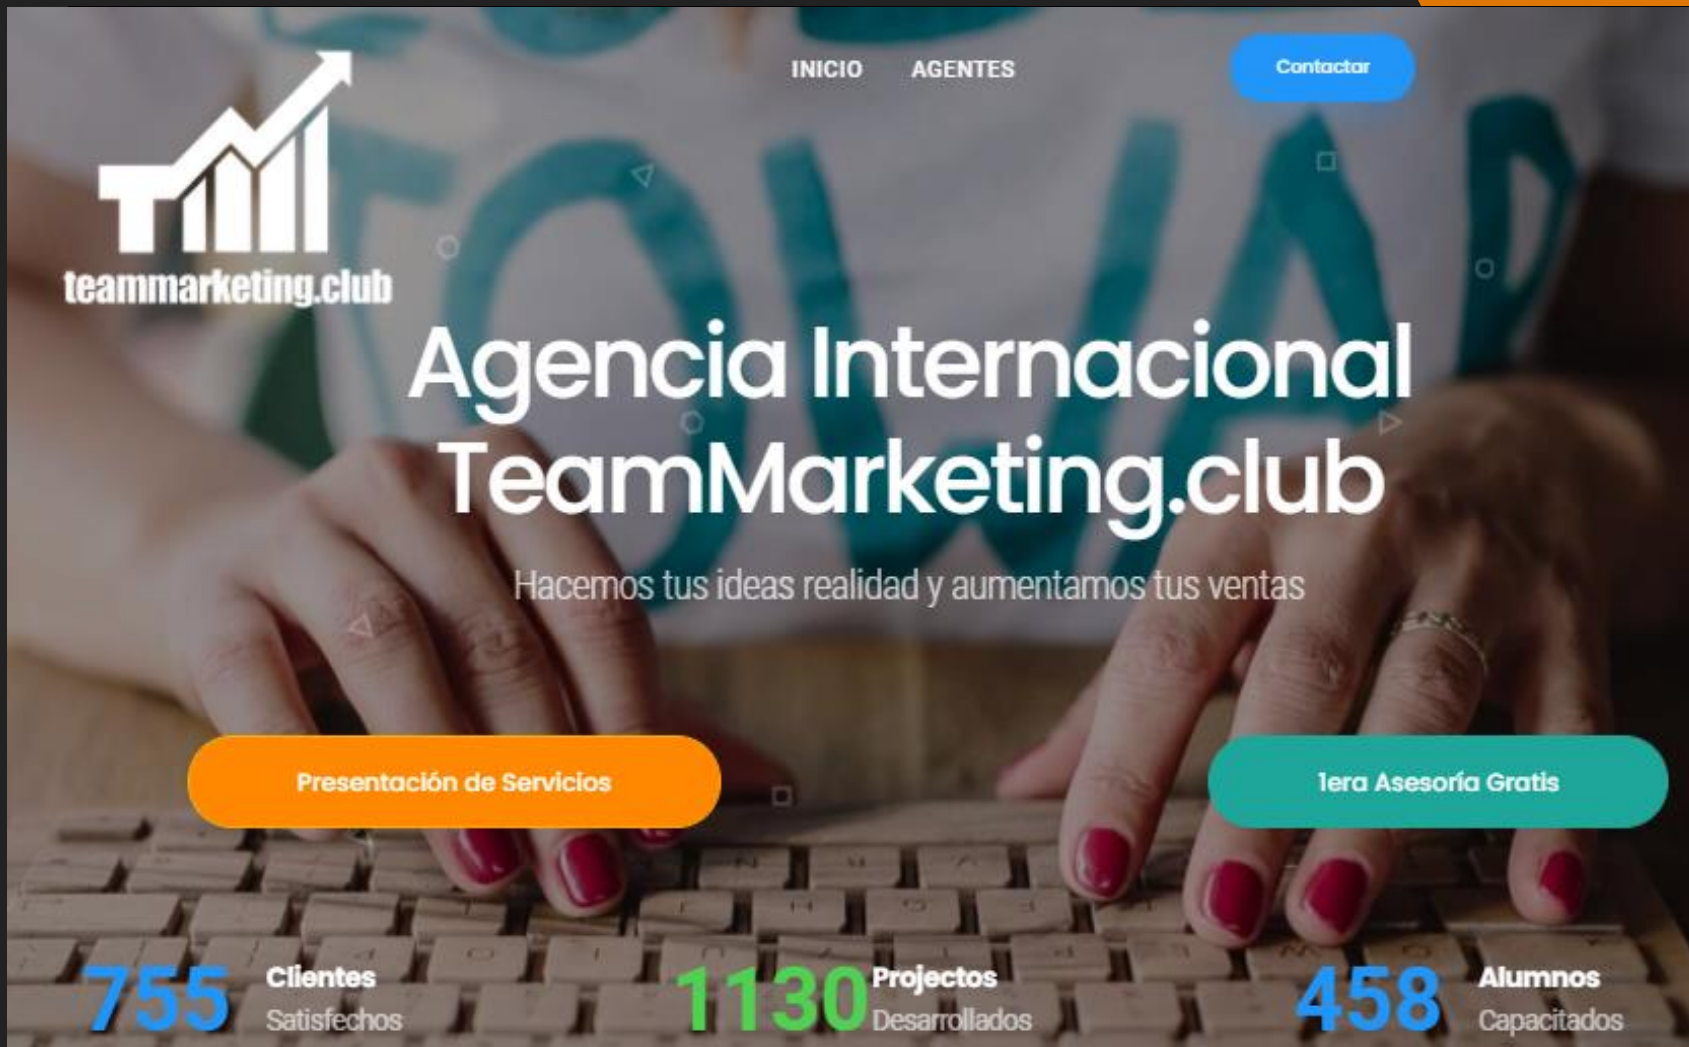 INICIO AGENTES Contactar
teammarketing.club
Agencia Internacional
TeamMarketing.club
Hacemos tus ideas realidad y aumentamos tus ventas
Presentación de Servicios
1era Asesoría Gratis
755 Clientes
Satisfechos
1130 Projectos
Desarrollados
458 Alumnos
Capacitados